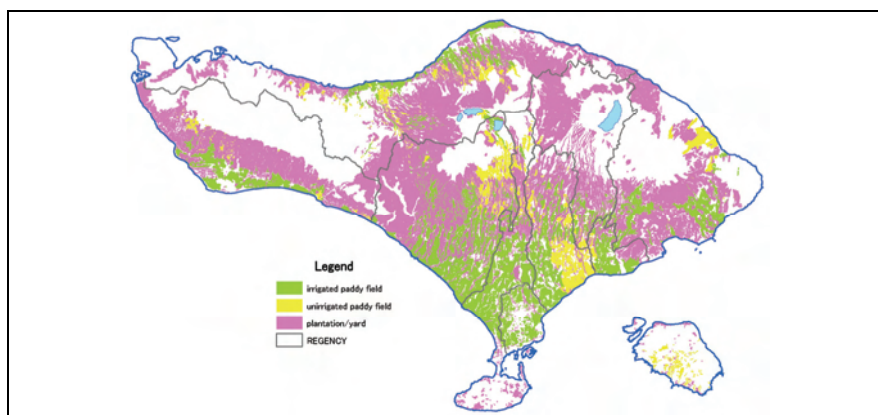 Legend
irrigated paddy field
unirrigated paddy field
plantation/yard
REGENCY